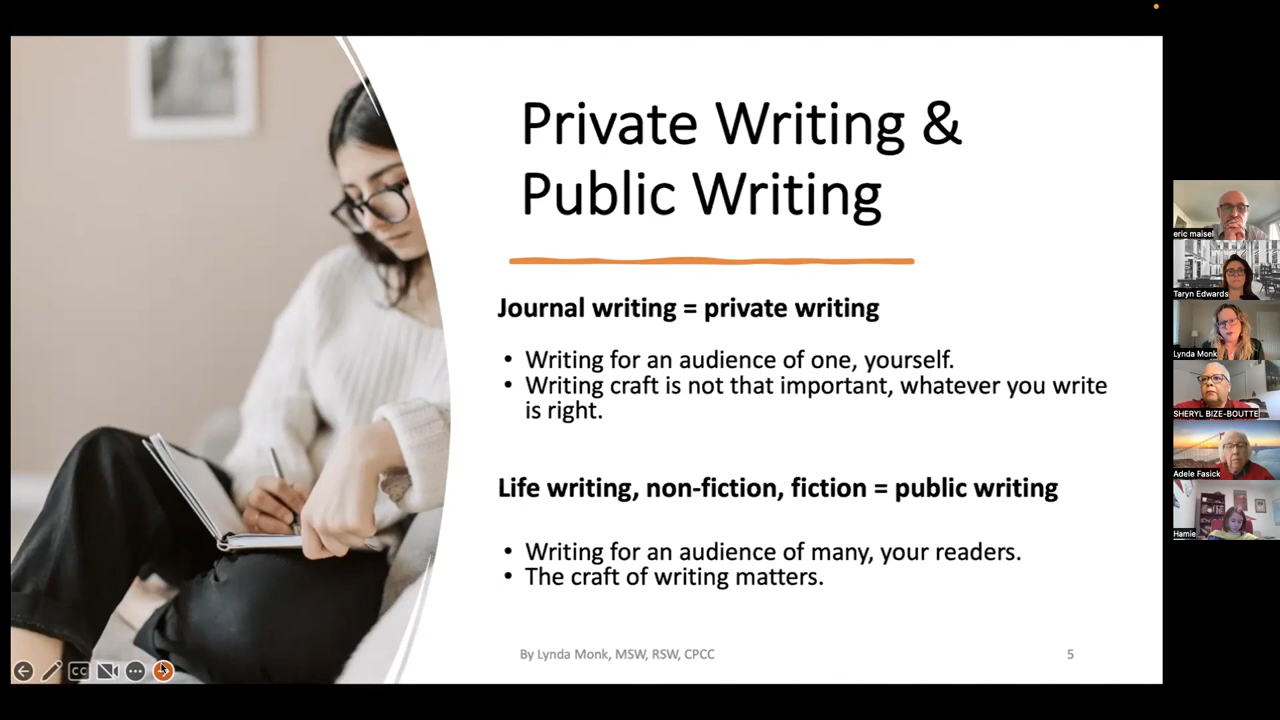 Private Writing &
Public Writing
Journal writing = private writing
• Writing for an audience of one, yourself.
• Writing craft is not that important, whatever you write
is right.
Life writing, non-fiction, fiction = public writing
• Writing for an audience of many, your readers.
• The craft of writing matters.
By Lynda Monk, MSW, RSW, CPCC
5
CC
eric maisel
Taryn Edwards
Lynda Monk
SHERYL BIZE-BOUTTE
Adele Fasick
Hamie